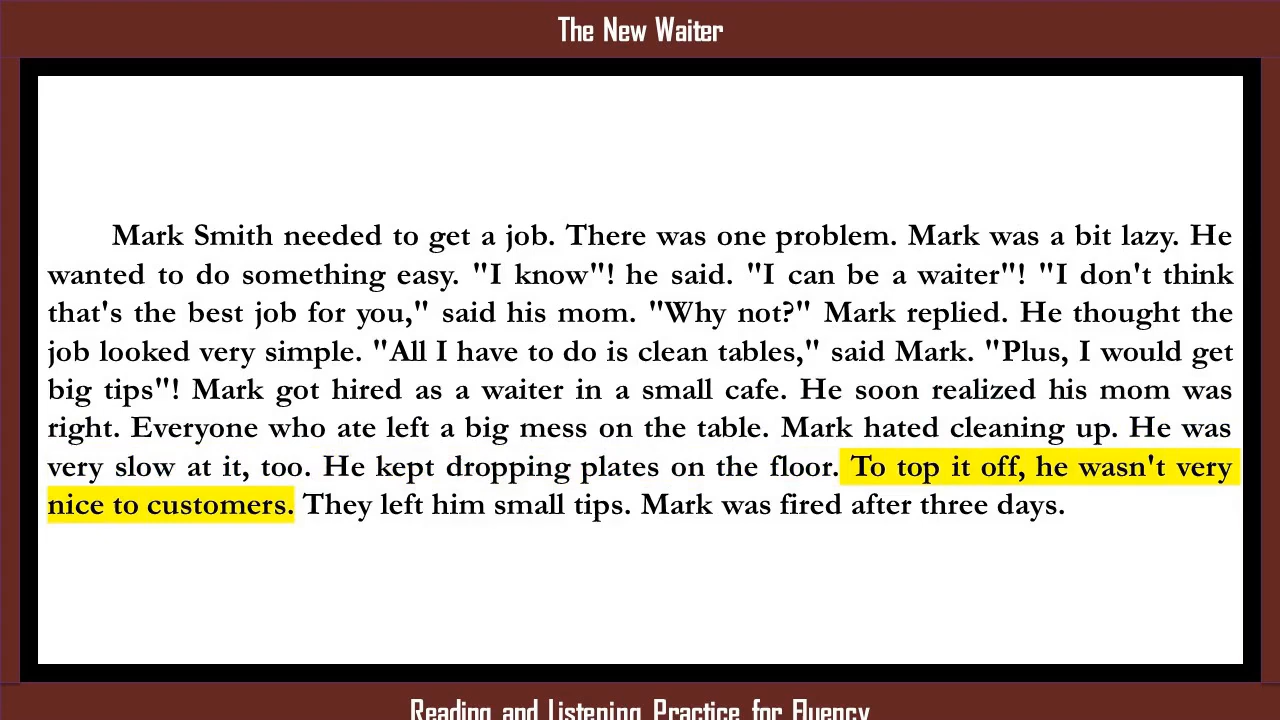 The New Waiter
Mark Smith needed to get a job. There was one problem. Mark was a bit lazy. He
wanted to do something easy. "I know"! he said. "I can be a waiter"! "I don't think
that's the best job for you," said his mom. "Why not?" Mark replied. He thought the
job looked very simple. "All I have to do is clean tables," said Mark. "Plus, I would get
big tips"! Mark got hired as a waiter in a small cafe. He soon realized his mom was
right. Everyone who ate left a big mess on the table. Mark hated cleaning up. He was
very slow at it, too. He kept dropping plates on the floor. To top it off, he wasn't very
nice to customers. They left him small tips. Mark was fired after three days.
Reading and Listening Practice for Fluency